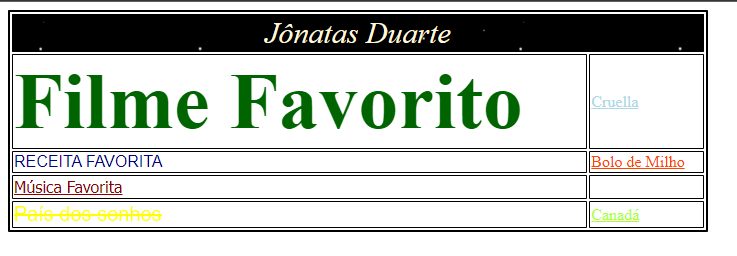 Jônatas Duarte
Filme Favorito
Cruella
RECEITA FAVORITA
Bolo de Milho
Música Favorita
País dos sonhos
Canadá